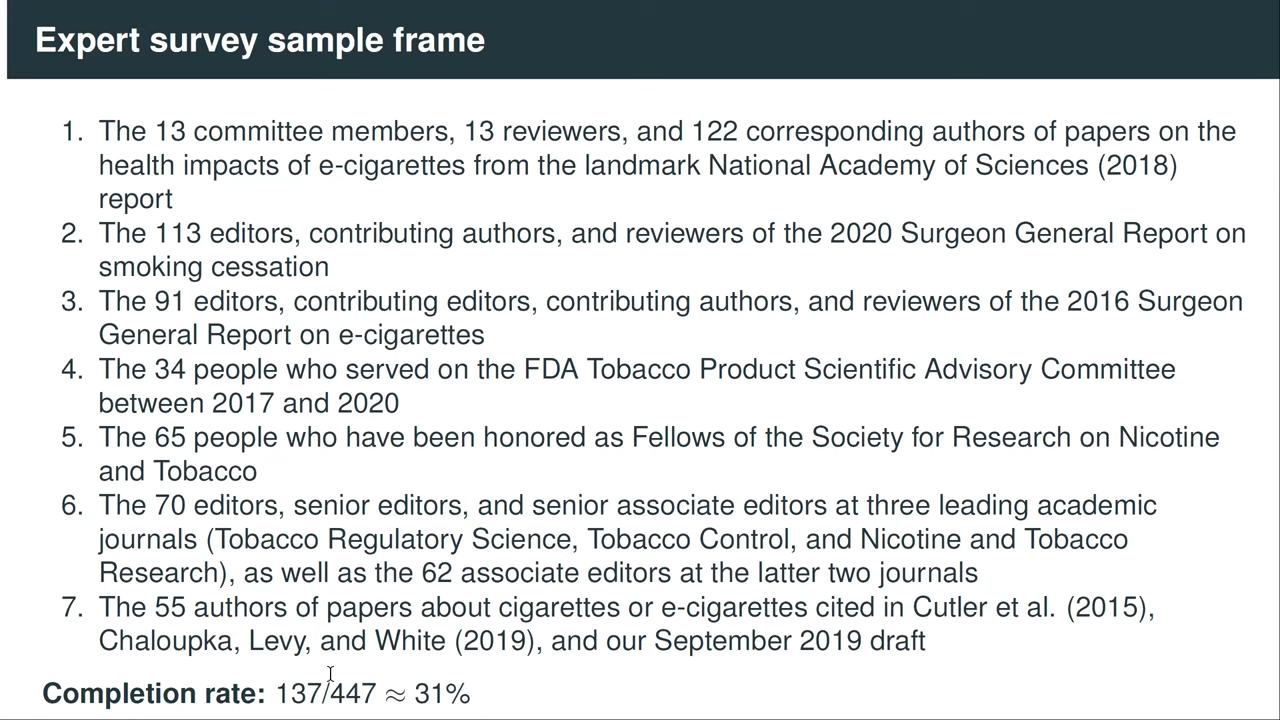 Expert survey sample frame
1. The 13 committee members, 13 reviewers, and 122 corresponding authors of papers on the
health impacts of e-cigarettes from the landmark National Academy of Sciences (2018)
report
2. The 113 editors, contributing authors, and reviewers of the 2020 Surgeon General Report on
smoking cessation
3. The 91 editors, contributing editors, contributing authors, and reviewers of the 2016 Surgeon
General Report on e-cigarettes
4. The 34 people who served on the FDA Tobacco Product Scientific Advisory Committee
between 2017 and 2020
5. The 65 people who have been honored as Fellows of the Society for Research on Nicotine
and Tobacco
6. The 70 editors, senior editors, and senior associate editors at three leading academic
journals (Tobacco Regulatory Science, Tobacco Control, and Nicotine and Tobacco
Research), as well as the 62 associate editors at the latter two journals
7. The 55 authors of papers about cigarettes or e-cigarettes cited in Cutler et al. (2015),
Chaloupka, Levy, and White (2019), and our September 2019 draft
Completion rate: 137/447 ≈ 31%